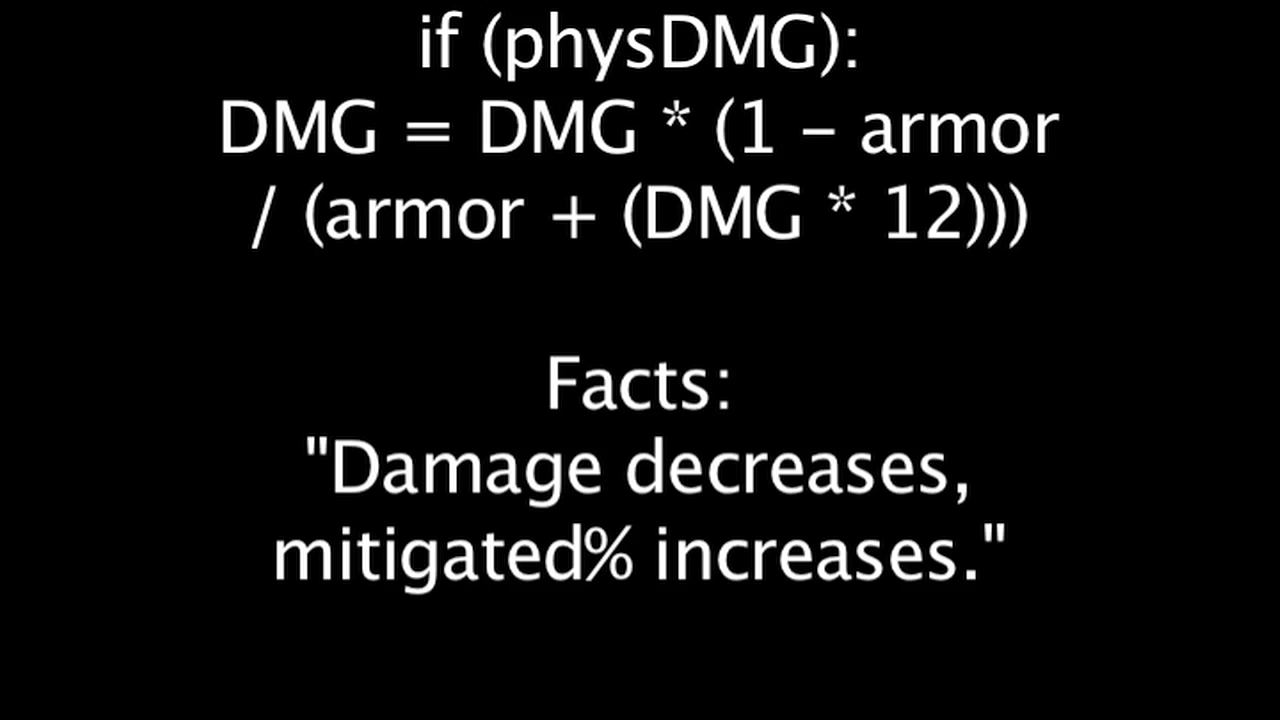 if (physDMG):
DMG = DMG * (1 – armor
/ (armor + (DMG * 12)))
Facts:
"Damage decreases,
mitigated% increases."